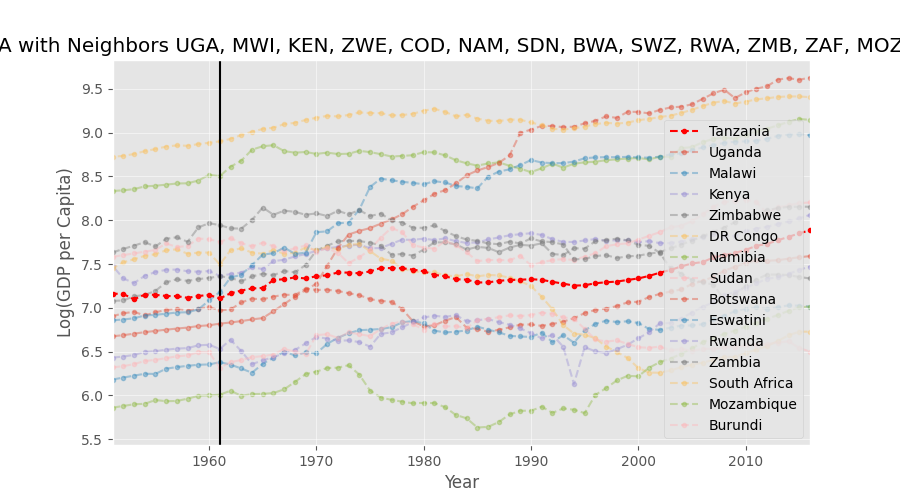 A with Neighbors UGA, MWI, KEN, ZWE, COD, NAM, SDN, BWA, SWZ, RWA, ZMB, ZAF, MOZ
Log(GDP per Capita)
9.5
9.0
8.5
8.0
7.5
7.0
6.5
6.0
5.5
Tanzania
Uganda
Malawi
Kenya
Zimbabwe
DR Congo
Namibia
Sudan
Botswana
Eswatini
Rwanda
Zambia
South Africa
Mozambique
Burundi
1960 1970 1980 1990 2000 2010
Year